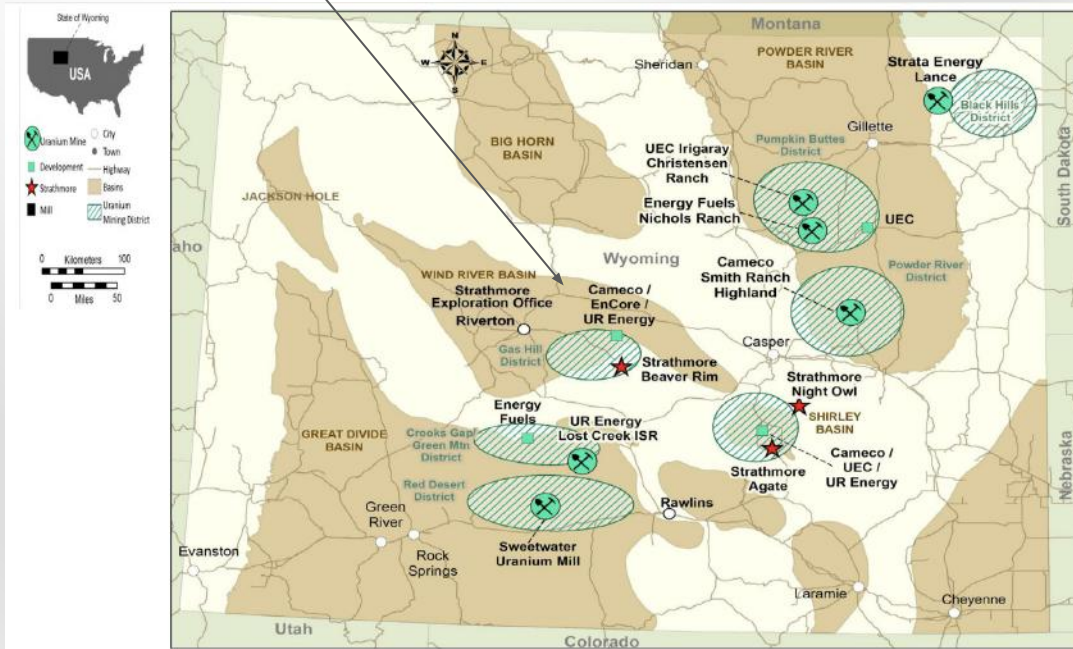 State of Wyoming
USA
Uranium Mine
City
Town
Development
Highway
Strathmore
Basins
Mill
Uranium
Mining District
Kilometers
0
100
0
50
Miles
N
W
E
S
Montana
POWDER RIVER
BASIN
Sheridan
Strata Energy
Lance
Black Hills
District
BIG HORN
BASIN
Gillette
Pumpkin Buttes
District
UEC Irigaray
Christensen
Ranch
Energy Fuels
Nichols Ranch
UEC
South Dakota
JACKSON HOLE
aho
Wyoming
Cameco
Smith Ranch
Highland
Powder River
District
WIND RIVER BASIN
Strathmore
Exploration Office
Riverton
Cameco /
EnCore /
UR Energy
Gas Hill
District
Strathmore
Beaver Rim
Casper
Strathmore
Night Owl
SHIRLEY
BASIN
Energy
Fuels
UR Energy
Lost Creek ISR
GREAT DIVIDE
BASIN
Crooks Gap/
Green Mtn
District
Strathmore
Agate
Cameco /
UEC /
UR Energy
Nebraska
Red Desert
District
Rawlins
Green
River
Sweetwater
Uranium Mill
Evanston
Rock
Springs
Laramie
Cheyenne
Utah
Colorado